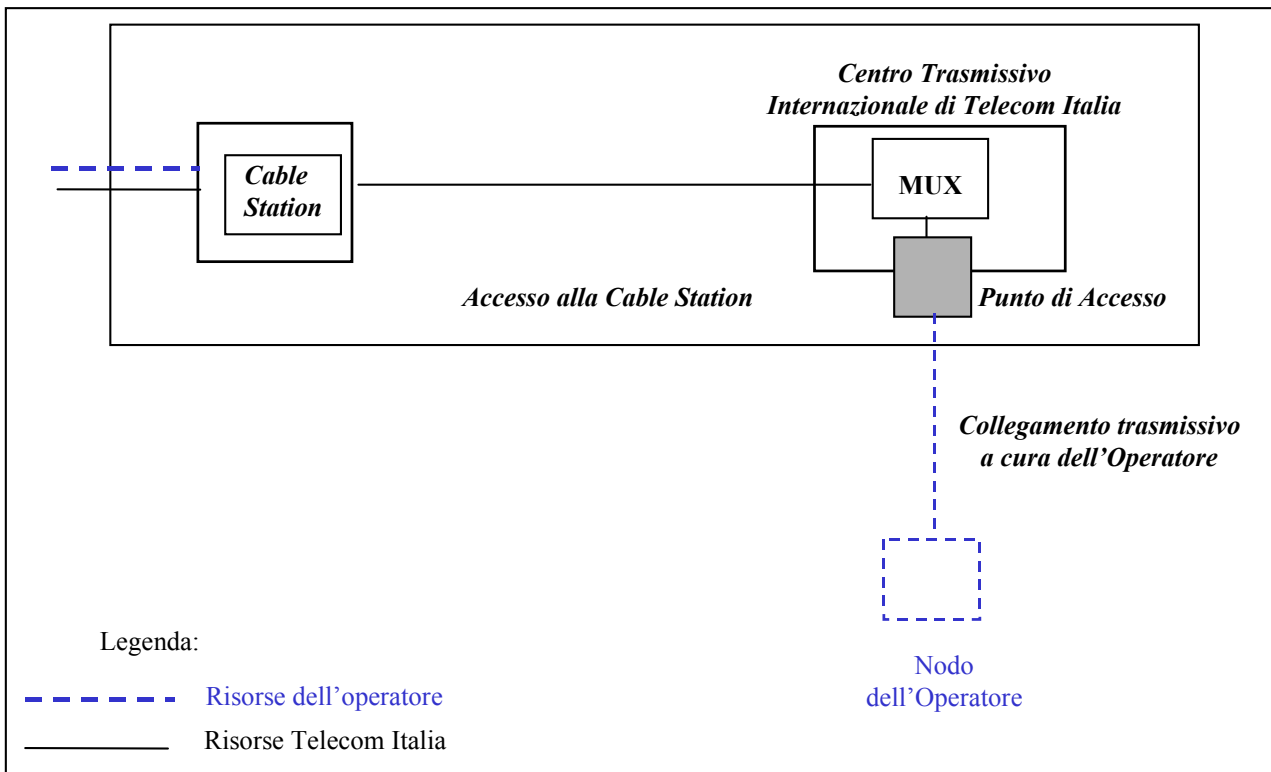 Centro Trasmissivo
Internazionale di Telecom Italia
Cable
Station
MUX
Accesso alla Cable Station
Punto di Accesso
Collegamento trasmissivo
a cura dell’Operatore
Nodo
dell’Operatore
Legenda:
Risorse dell’operatore
Risorse Telecom Italia